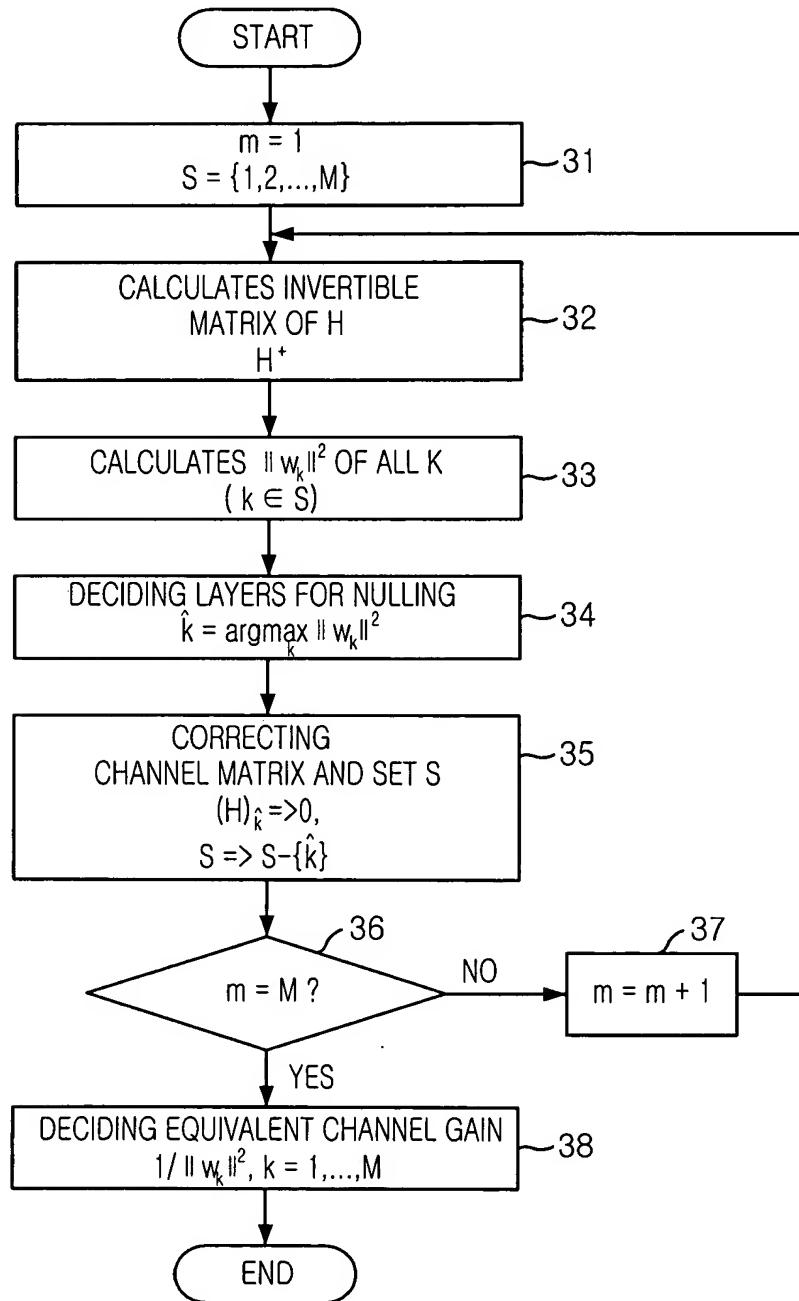 START
m = 1
S = {1,2,...,M}
31
CALCULATES INVERTIBLE
MATRIX OF H
H⁺
32
CALCULATES ‖ wₖ ‖² OF ALL K
( k ∈ S)
33
DECIDING LAYERS FOR NULLING
k̂ = argmaxₖ ‖ wₖ ‖²
34
CORRECTING
CHANNEL MATRIX AND SET S
(H)_k̂ =>0,
S => S-{k̂}
35
36
m = M ?
NO
37
m = m + 1
YES
DECIDING EQUIVALENT CHANNEL GAIN
1/ ‖ wₖ ‖², k = 1,...,M
38
END